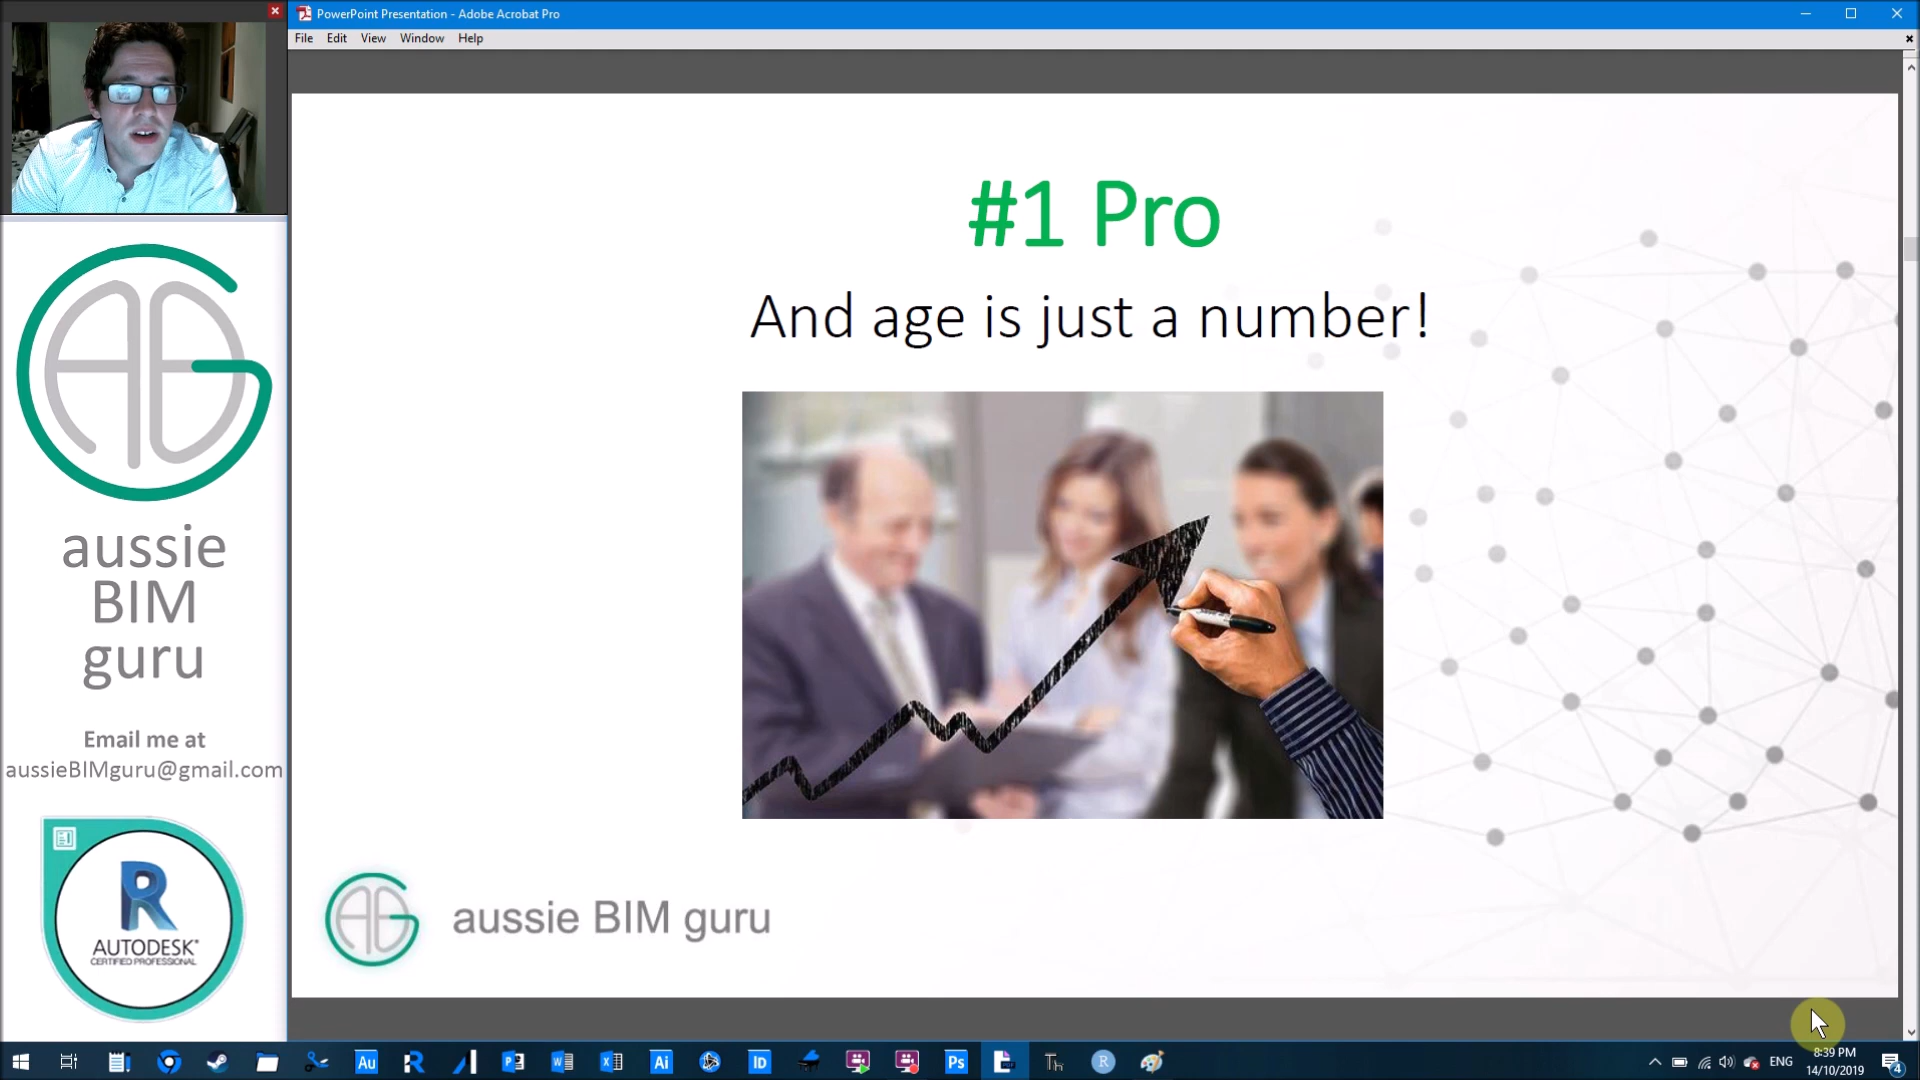 PowerPoint Presentation - Adobe Acrobat Pro
File Edit View Window Help
#1 Pro
And age is just a number!
aussie BIM guru
aussie
BIM
guru
Email me at
aussieBIMguru@gmail.com
R
AUTODESK®
CERTIFIED PROFESSIONAL
Au R P W X Ai ID Ps Th R
ENG
8:39 PM
14/10/2019
4